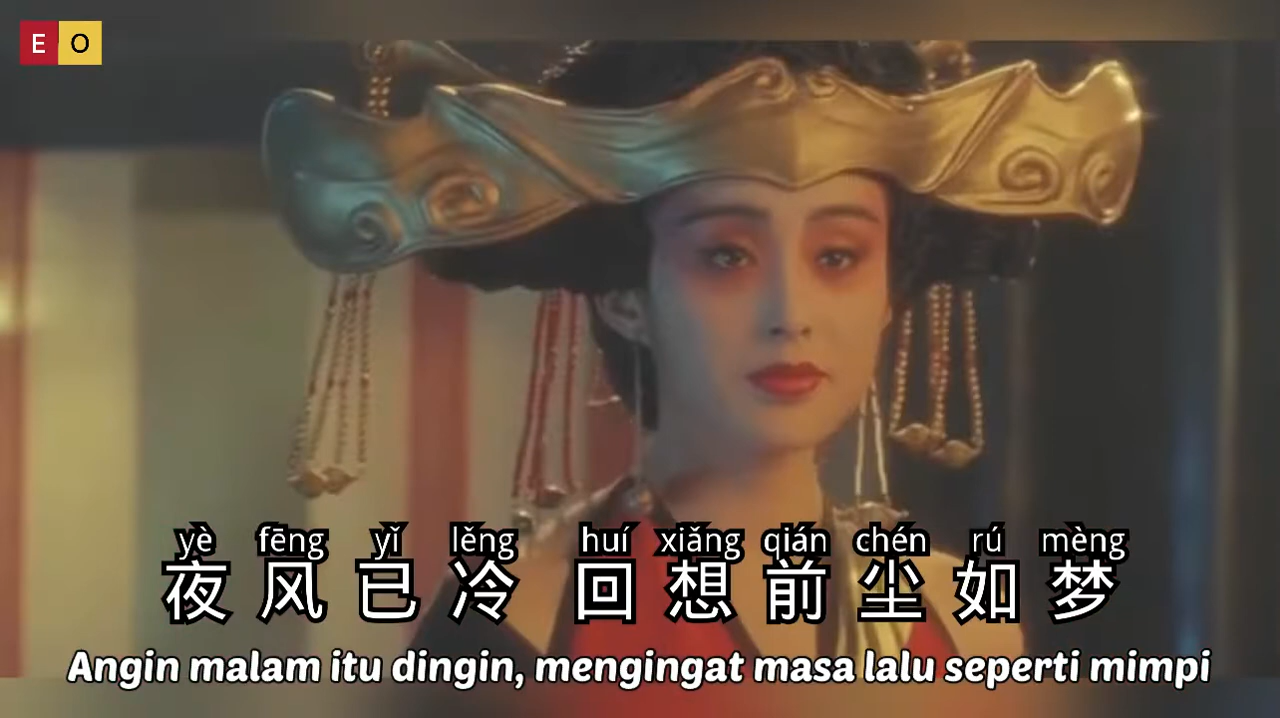 E O
yè fēng yǐ lěng huí xiǎng qián chén rú mèng
夜风已冷 回想前尘如梦
Angin malam itu dingin, mengingat masa lalu seperti mimpi